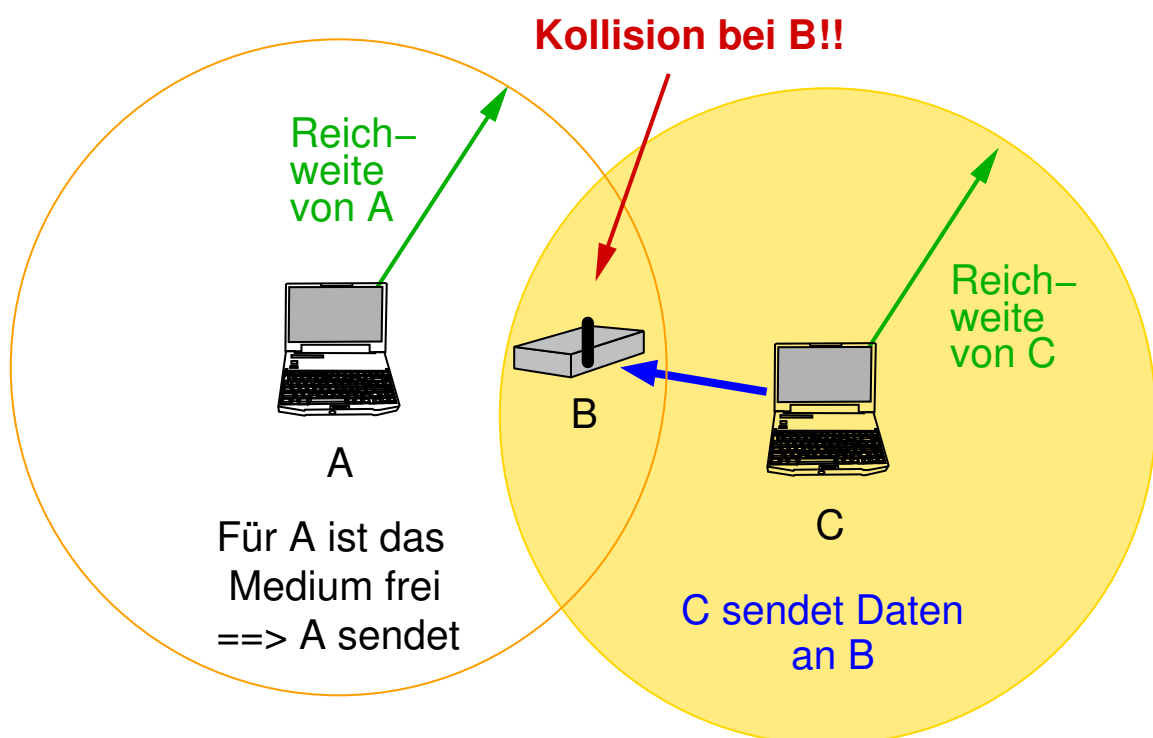 Kollision bei B!!
Reich–
weite
von A
Reich–
weite
von C
B
A
C
Für A ist das
Medium frei
==> A sendet
C sendet Daten
an B